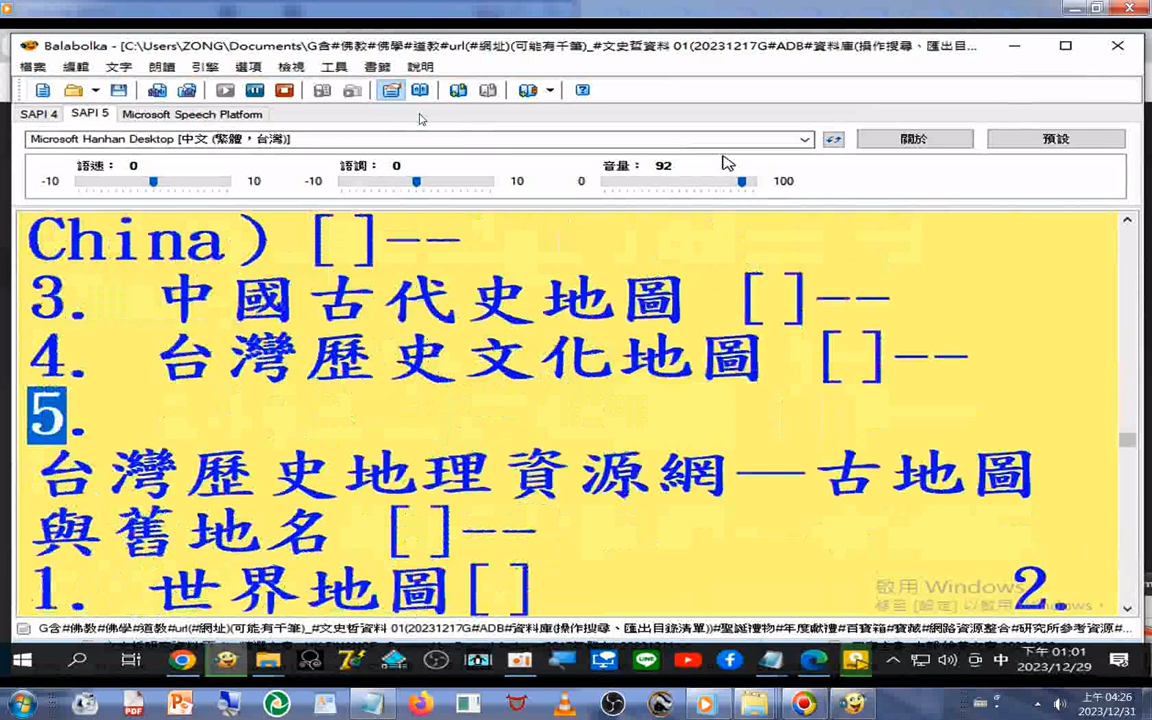 Balabolka - [C:\Users\ZONG\Documents\G含#佛教#佛學#道教#url(#網址)(可能有千筆)_#文史哲資料 01(20231217G#ADB#資料庫(操作搜尋、匯出目...
檔案 編輯 文字 朗讀 引擎 選項 檢視 工具 書籤 說明
SAPI 4 SAPI 5 Microsoft Speech Platform
Microsoft Hanhan Desktop [中文 (繁體，台灣)] 關於 預設
語速： 0 語調： 0 音量： 92
-10 10 -10 10 0 100
China) []--
3. 中國古代史地圖 []--
4. 台灣歷史文化地圖 []--
5.
台灣歷史地理資源網—古地圖
與舊地名 []--
1. 世界地圖[] 2
啟用 Windows
移至 [設定] 以啟用 Windows。
G含#佛教#佛學#道教#url(#網址)(可能有千筆)_#文史哲資料 01(20231217G#ADB#資料庫(操作搜尋、匯出目錄清單))#聖誕禮物#年度獻禮#百寶箱#寶藏#網路資源整合#研究所參考資源#...
中 下午 01:01
2023/12/29
上午 04:26
2023/12/31